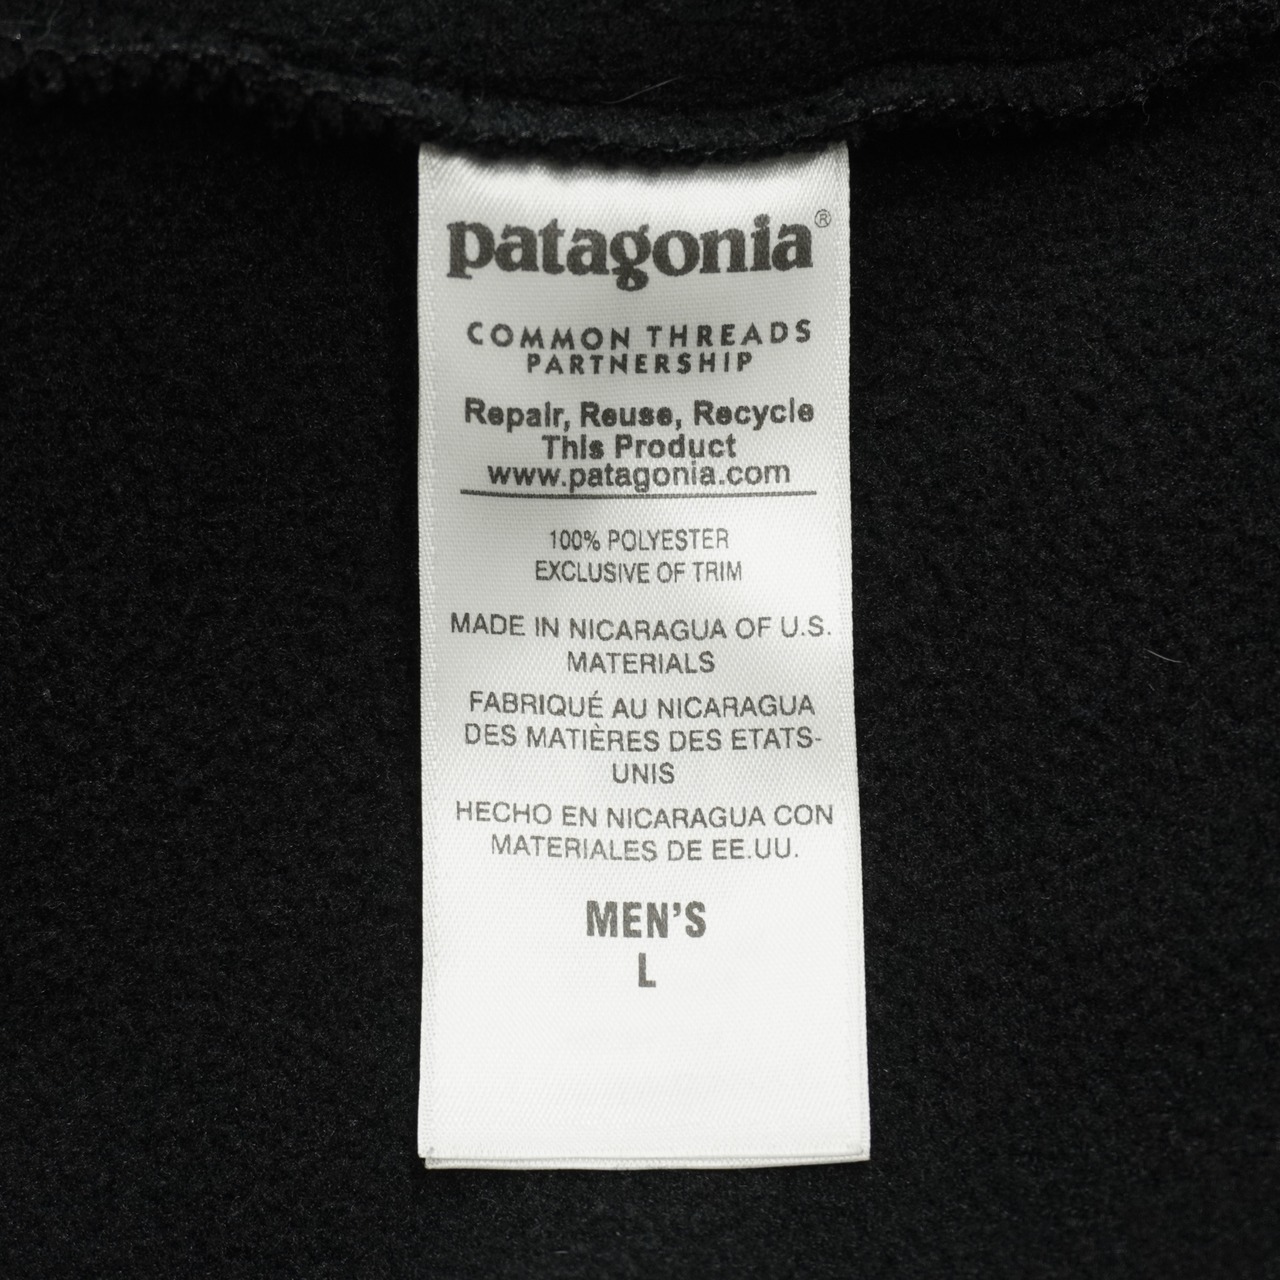 patagonia®
COMMON THREADS
PARTNERSHIP
Repair, Reuse, Recycle
This Product
www.patagonia.com
100% POLYESTER
EXCLUSIVE OF TRIM
MADE IN NICARAGUA OF U.S.
MATERIALS
FABRIQUÉ AU NICARAGUA
DES MATIÈRES DES ETATS-
UNIS
HECHO EN NICARAGUA CON
MATERIALES DE EE.UU.
MEN'S
L